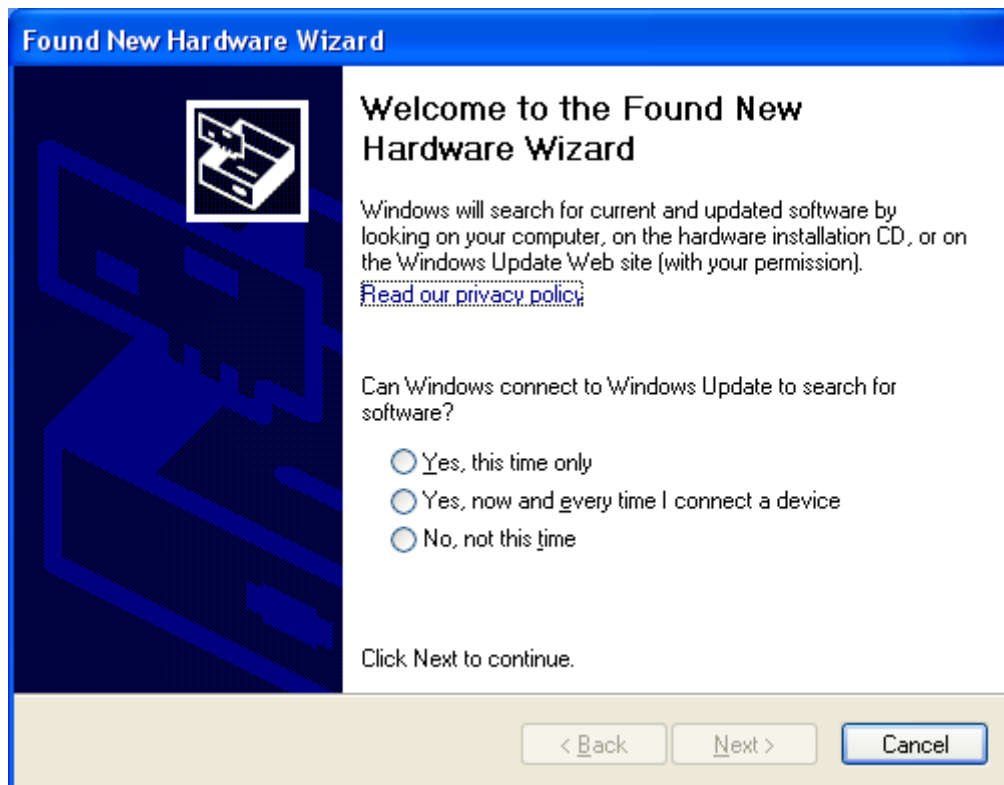 Found New Hardware Wizard
Welcome to the Found New
Hardware Wizard
Windows will search for current and updated software by
looking on your computer, on the hardware installation CD, or on
the Windows Update Web site (with your permission).
Read our privacy policy
Can Windows connect to Windows Update to search for
software?
Yes, this time only
Yes, now and every time I connect a device
No, not this time
Click Next to continue.
< Back
Next >
Cancel